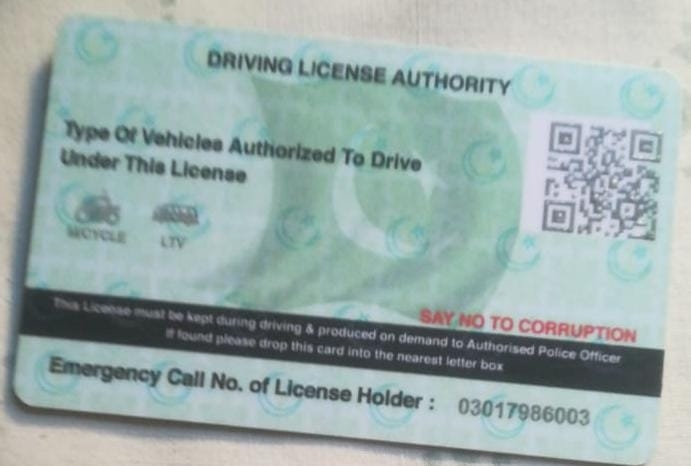 DRIVING LICENSE AUTHORITY
Type Of Vehicles Authorized To Drive
Under This License
M/CYCLE LTV
SAY NO TO CORRUPTION
This License must be kept during driving & produced on demand to Authorised Police Officer
If found please drop this card into the nearest letter box
Emergency Call No. of License Holder : 03017986003